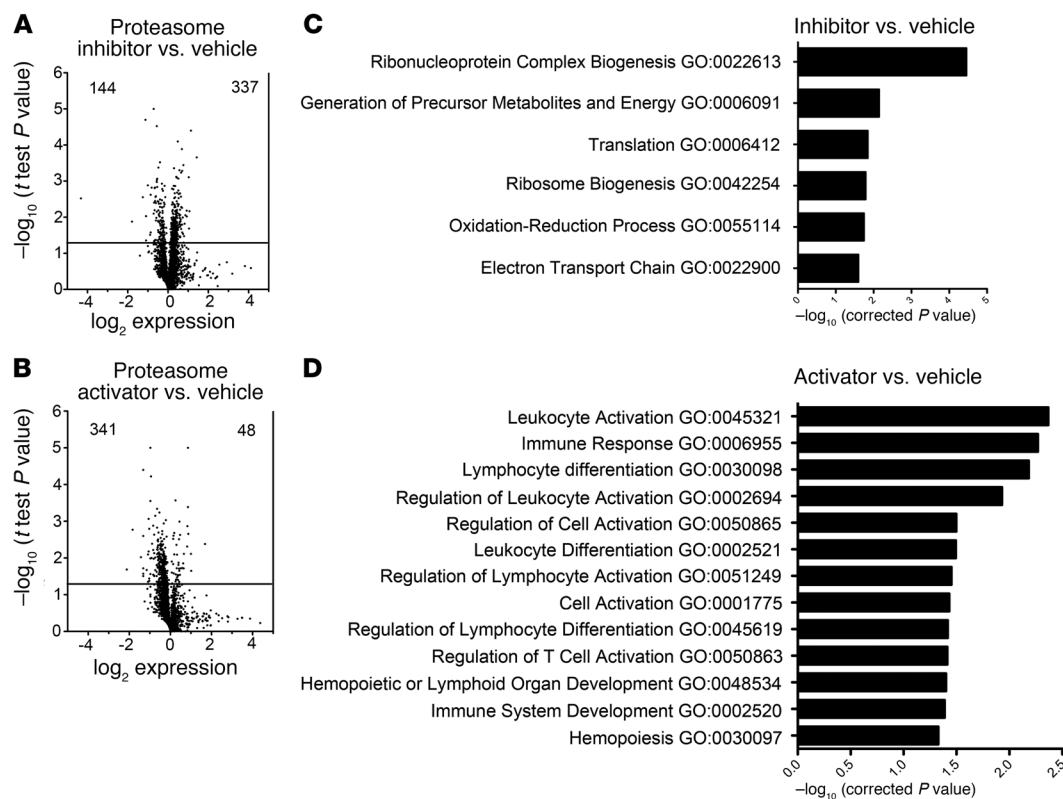 A
Proteasome
inhibitor vs. vehicle
144
337
6
5
4
3
2
1
0
-4
-2
0
2
4
–log10 (t test P value)
log2 expression
B
Proteasome
activator vs. vehicle
341
48
6
5
4
3
2
1
0
-4
-2
0
2
4
–log10 (t test P value)
log2 expression
C
Inhibitor vs. vehicle
Ribonucleoprotein Complex Biogenesis GO:0022613
Generation of Precursor Metabolites and Energy GO:0006091
Translation GO:0006412
Ribosome Biogenesis GO:0042254
Oxidation-Reduction Process GO:0055114
Electron Transport Chain GO:0022900
0
1
2
3
4
5
–log10 (corrected P value)
D
Activator vs. vehicle
Leukocyte Activation GO:0045321
Immune Response GO:0006955
Lymphocyte differentiation GO:0030098
Regulation of Leukocyte Activation GO:0002694
Regulation of Cell Activation GO:0050865
Leukocyte Differentiation GO:0002521
Regulation of Lymphocyte Activation GO:0051249
Cell Activation GO:0001775
Regulation of Lymphocyte Differentiation GO:0045619
Regulation of T Cell Activation GO:0050863
Hemopoietic or Lymphoid Organ Development GO:0048534
Immune System Development GO:0002520
Hemopoiesis GO:0030097
0.0
0.5
1.0
1.5
2.0
2.5
–log10 (corrected P value)